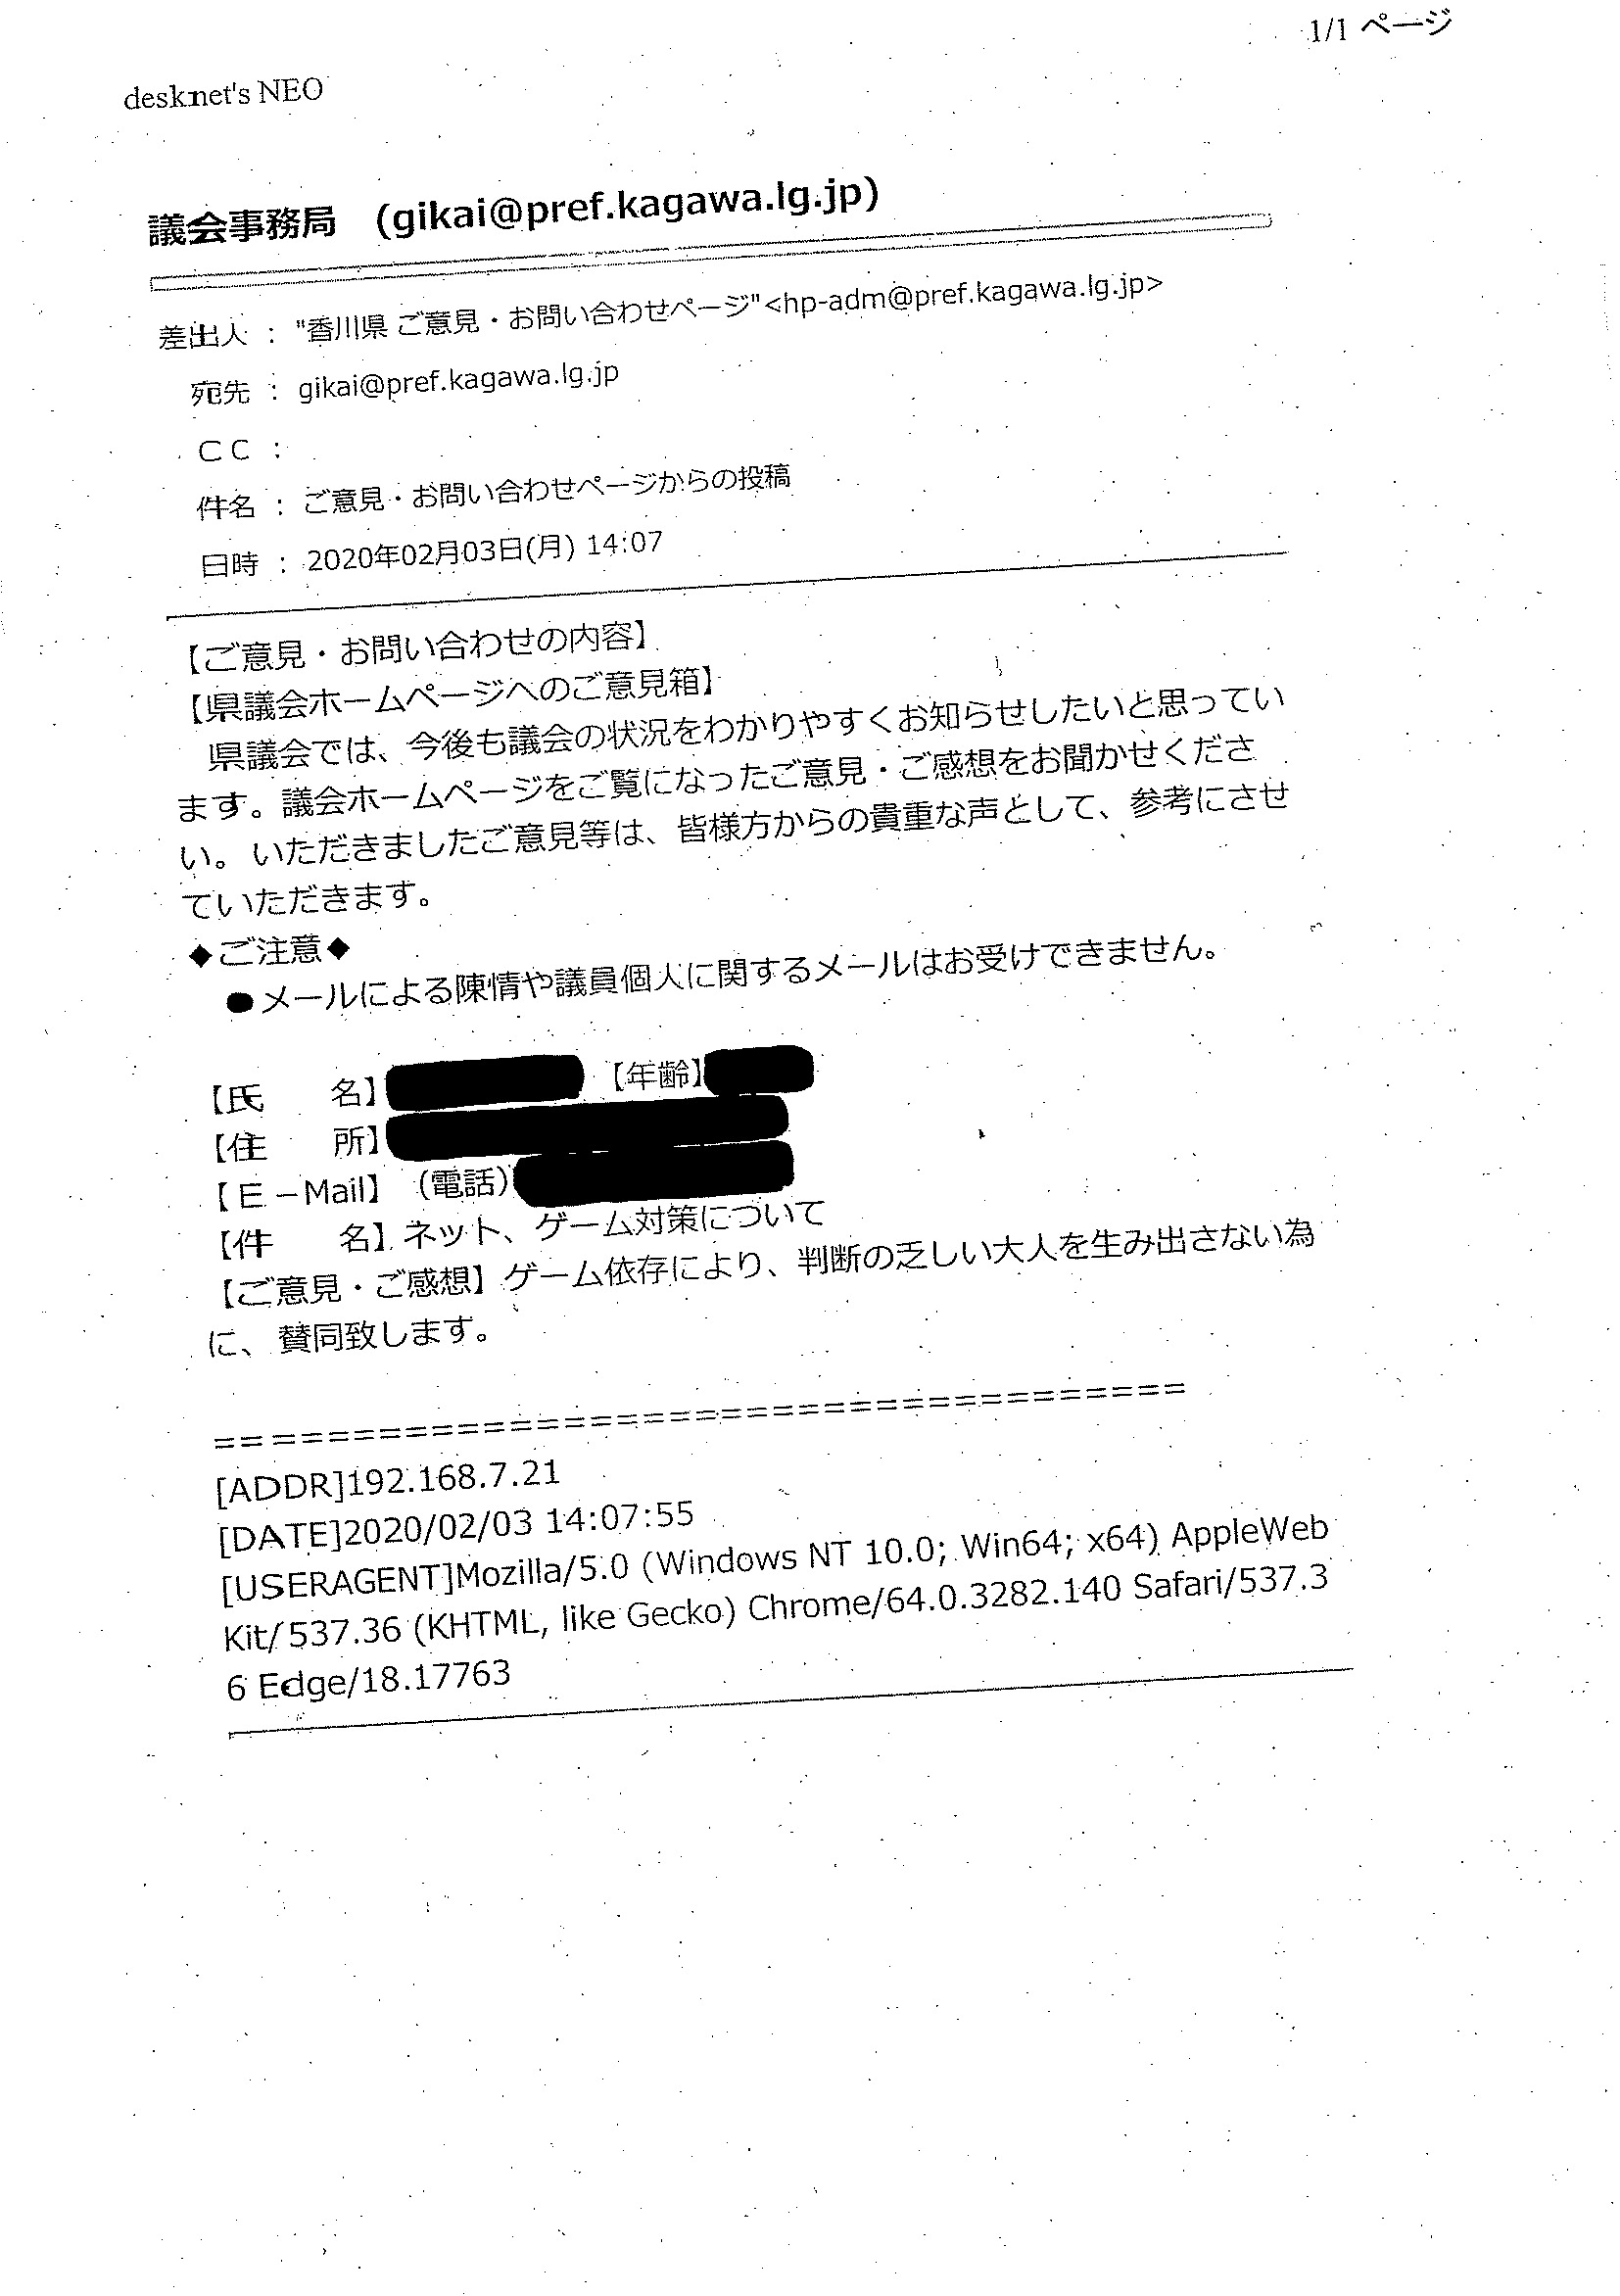 1/1 ページ
desknet's NEO
議会事務局 (gikai@pref.kagawa.lg.jp)
差出人 : "香川県 ご意見・お問い合わせページ"<hp-adm@pref.kagawa.lg.jp>
宛先 : gikai@pref.kagawa.lg.jp
CC :
件名 : ご意見・お問い合わせページからの投稿
日時 : 2020年02月03日(月) 14:07
【ご意見・お問い合わせの内容】
【県議会ホームページへのご意見箱】
県議会では、今後も議会の状況をわかりやすくお知らせしたいと思ってい
ます。議会ホームページをご覧になったご意見・ご感想をお聞かせくださ
い。いただきましたご意見等は、皆様方からの貴重な声として、参考にさせ
ていただきます。
◆ご注意◆
●メールによる陳情や議員個人に関するメールはお受けできません。
【氏　　名】 【年齢】
【住　　所】
【E－Mail】（電話）
【件　　名】ネット、ゲーム対策について
【ご意見・ご感想】ゲーム依存により、判断の乏しい大人を生み出さない為
に、賛同致します。
=====================================
[ADDR]192.168.7.21
[DATE]2020/02/03 14:07:55
[USERAGENT]Mozilla/5.0 (Windows NT 10.0; Win64; x64) AppleWeb
Kit/537.36 (KHTML, like Gecko) Chrome/64.0.3282.140 Safari/537.3
6 Edge/18.17763